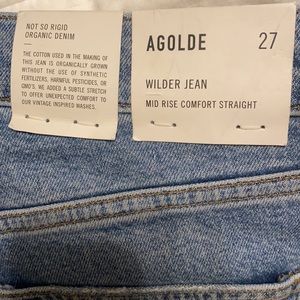 NOT SO RIGID
ORGANIC DENIM
THE COTTON USED IN THE MAKING OF
THIS JEAN IS ORGANICALLY GROWN
WITHOUT THE USE OF SYNTHETIC
FERTILIZERS, HARMFUL PESTICIDES, OR
GMO'S. WE ADDED A SUBTLE STRETCH
TO OFFER UNEXPECTED COMFORT TO
OUR VINTAGE INSPIRED WASHES.
AGOLDE 27
WILDER JEAN
MID RISE COMFORT STRAIGHT